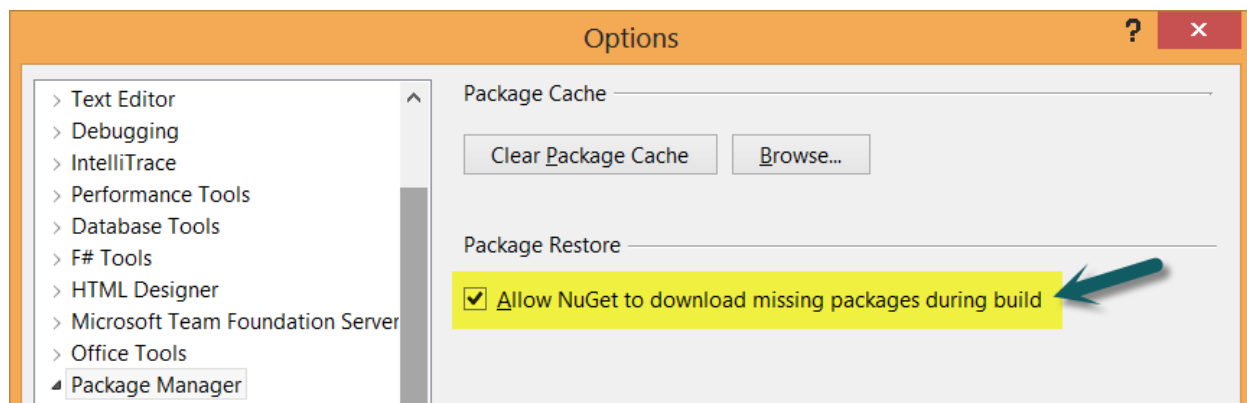 Options
?
Text Editor
Debugging
IntelliTrace
Performance Tools
Database Tools
F# Tools
HTML Designer
Microsoft Team Foundation Server
Office Tools
Package Manager
Package Cache
Clear Package Cache
Browse...
Package Restore
Allow NuGet to download missing packages during build